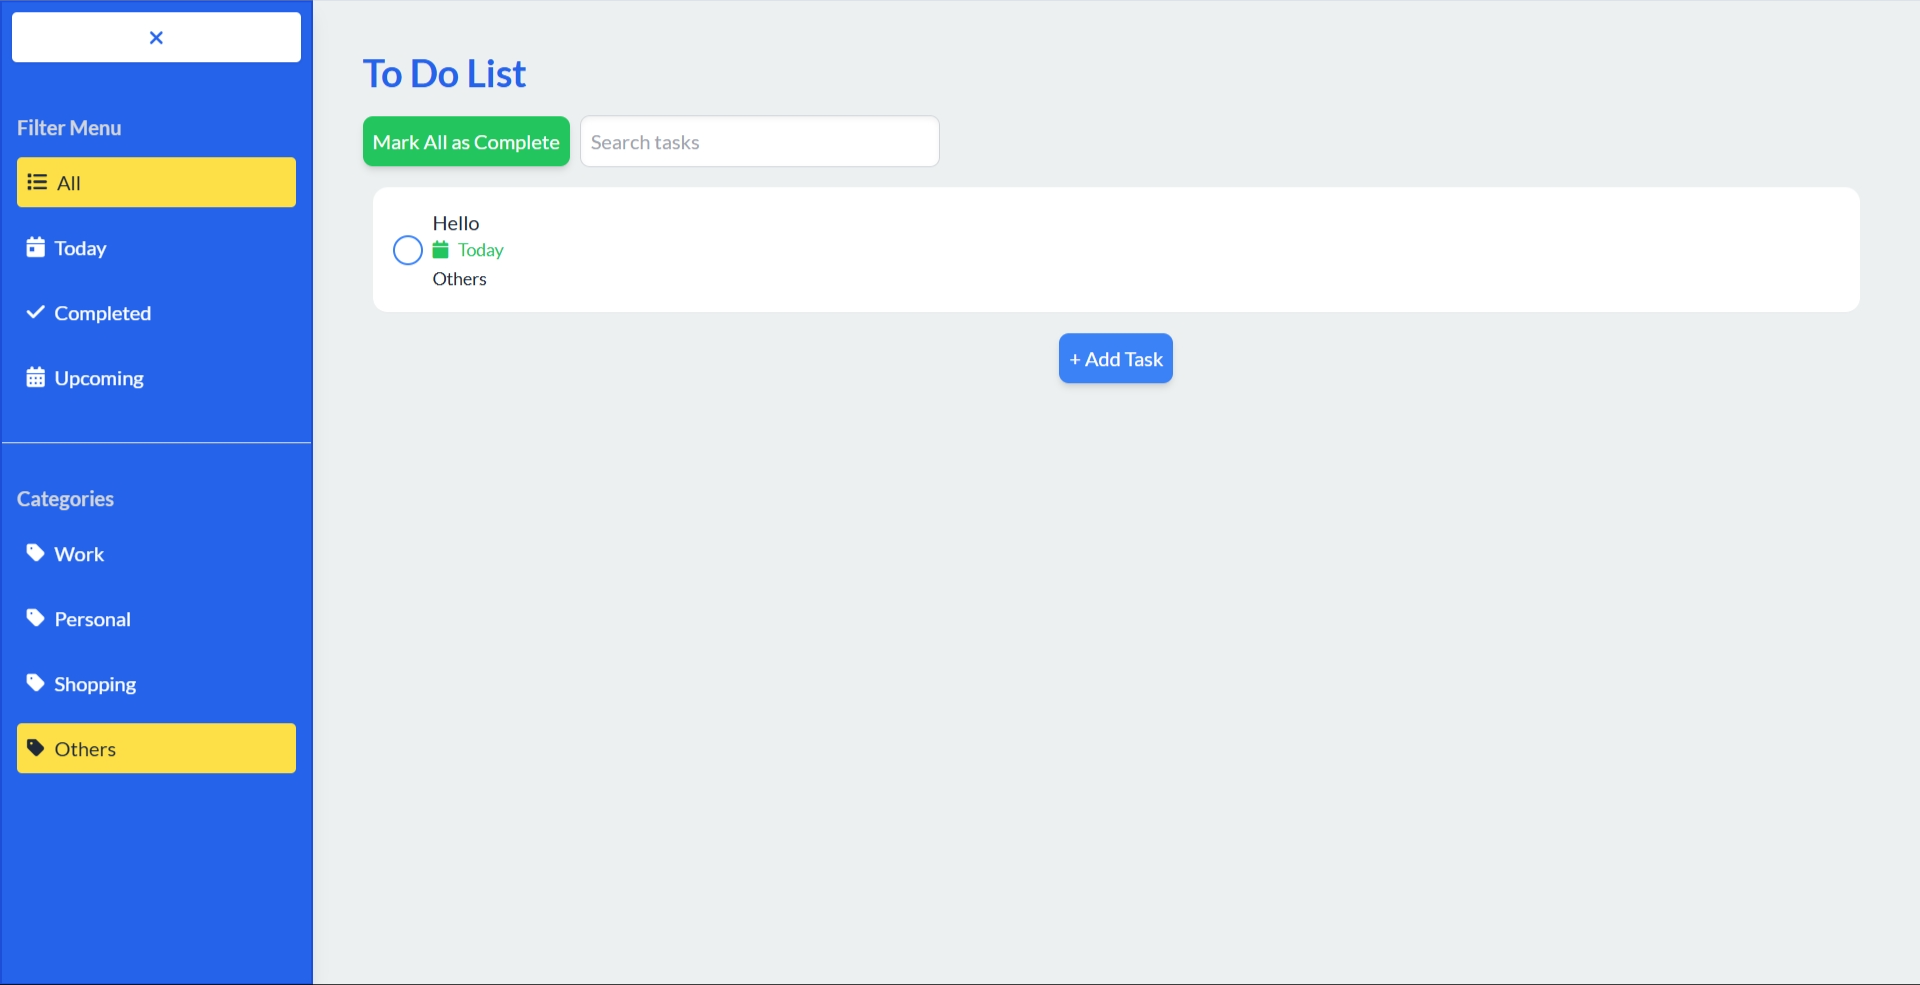 Filter Menu
All
Today
Completed
Upcoming
Categories
Work
Personal
Shopping
Others
To Do List
Mark All as Complete
Search tasks
Hello
Today
Others
+ Add Task